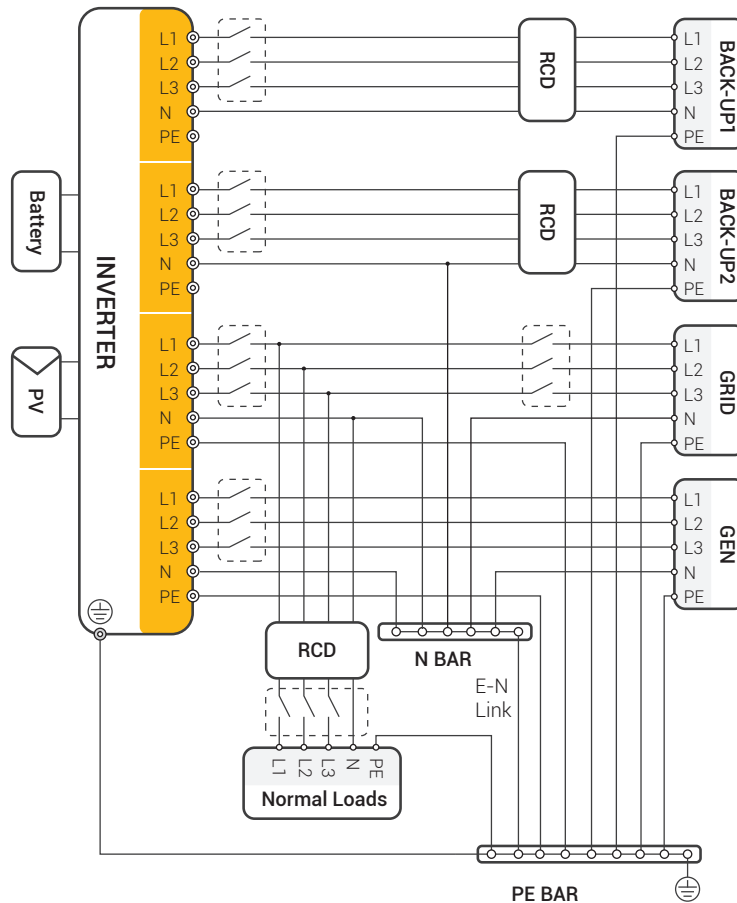 L1
L2
L3
N
PE
L1
L2
L3
N
PE
L1
L2
L3
N
PE
L1
L2
L3
N
PE
INVERTER
Battery
PV
RCD
RCD
L1
L2
L3
N
PE
BACK-UP1
L1
L2
L3
N
PE
BACK-UP2
L1
L2
L3
N
PE
GRID
L1
L2
L3
N
PE
GEN
RCD
N BAR
E-N
Link
L1
L2
L3
N
PE
Normal Loads
PE BAR